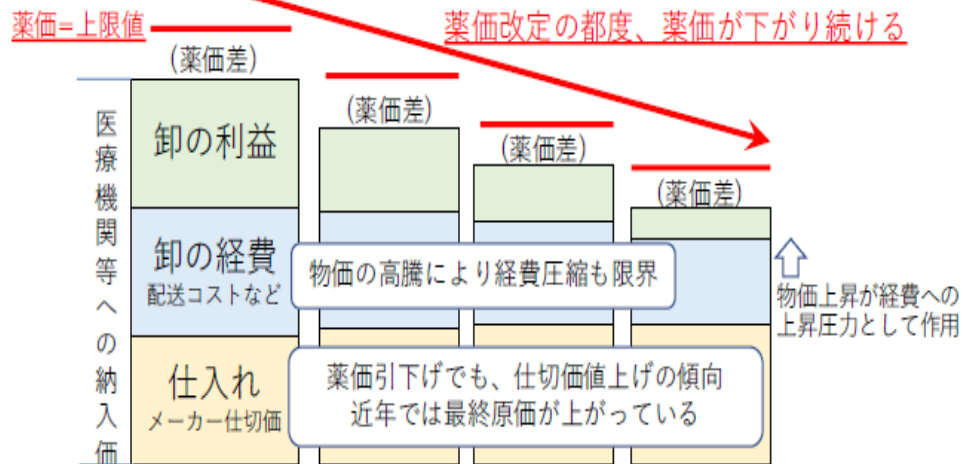 薬価=上限値
薬価改定の都度、薬価が下がり続ける
(薬価差)
(薬価差)
(薬価差)
(薬価差)
医療機関等への納入価
卸の利益
卸の経費
配送コストなど
物価の高騰により経費圧縮も限界
物価上昇が経費への
上昇圧力として作用
仕入れ
メーカー仕切価
薬価引下げでも、仕切価値上げの傾向
近年では最終原価が上がっている